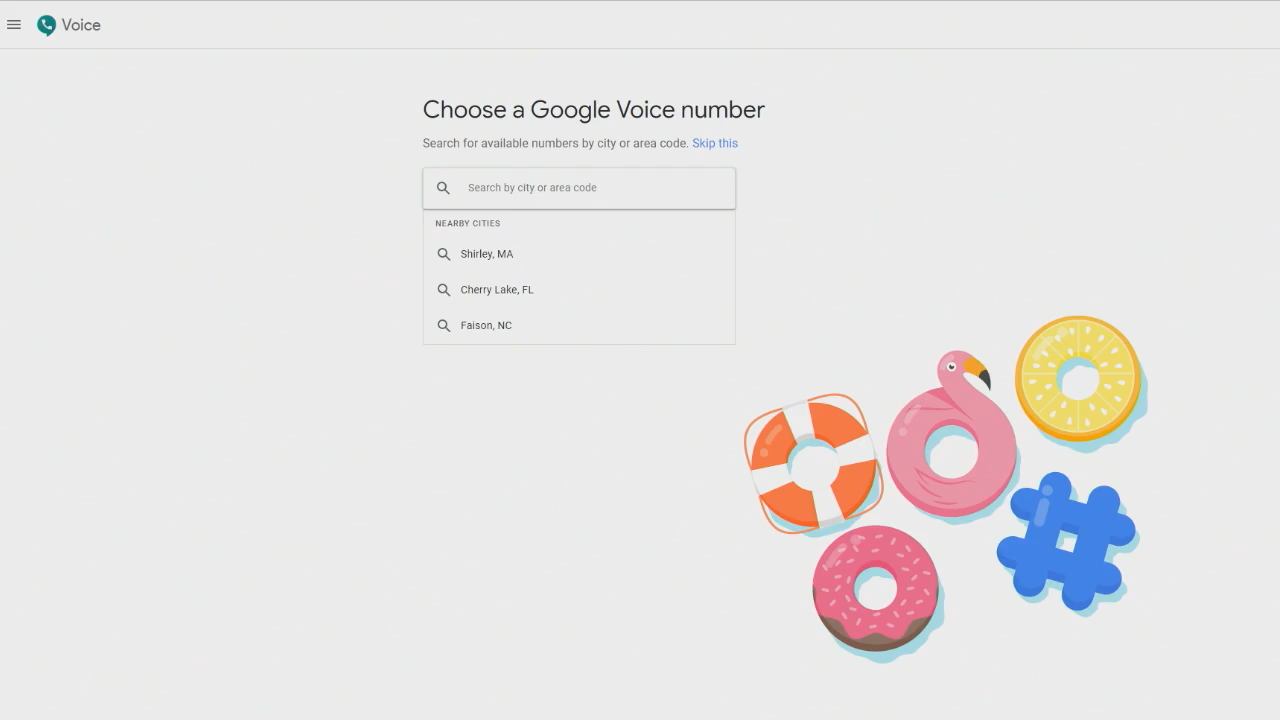 Voice
Choose a Google Voice number
Search for available numbers by city or area code. Skip this
Search by city or area code
NEARBY CITIES
Shirley, MA
Cherry Lake, FL
Faison, NC